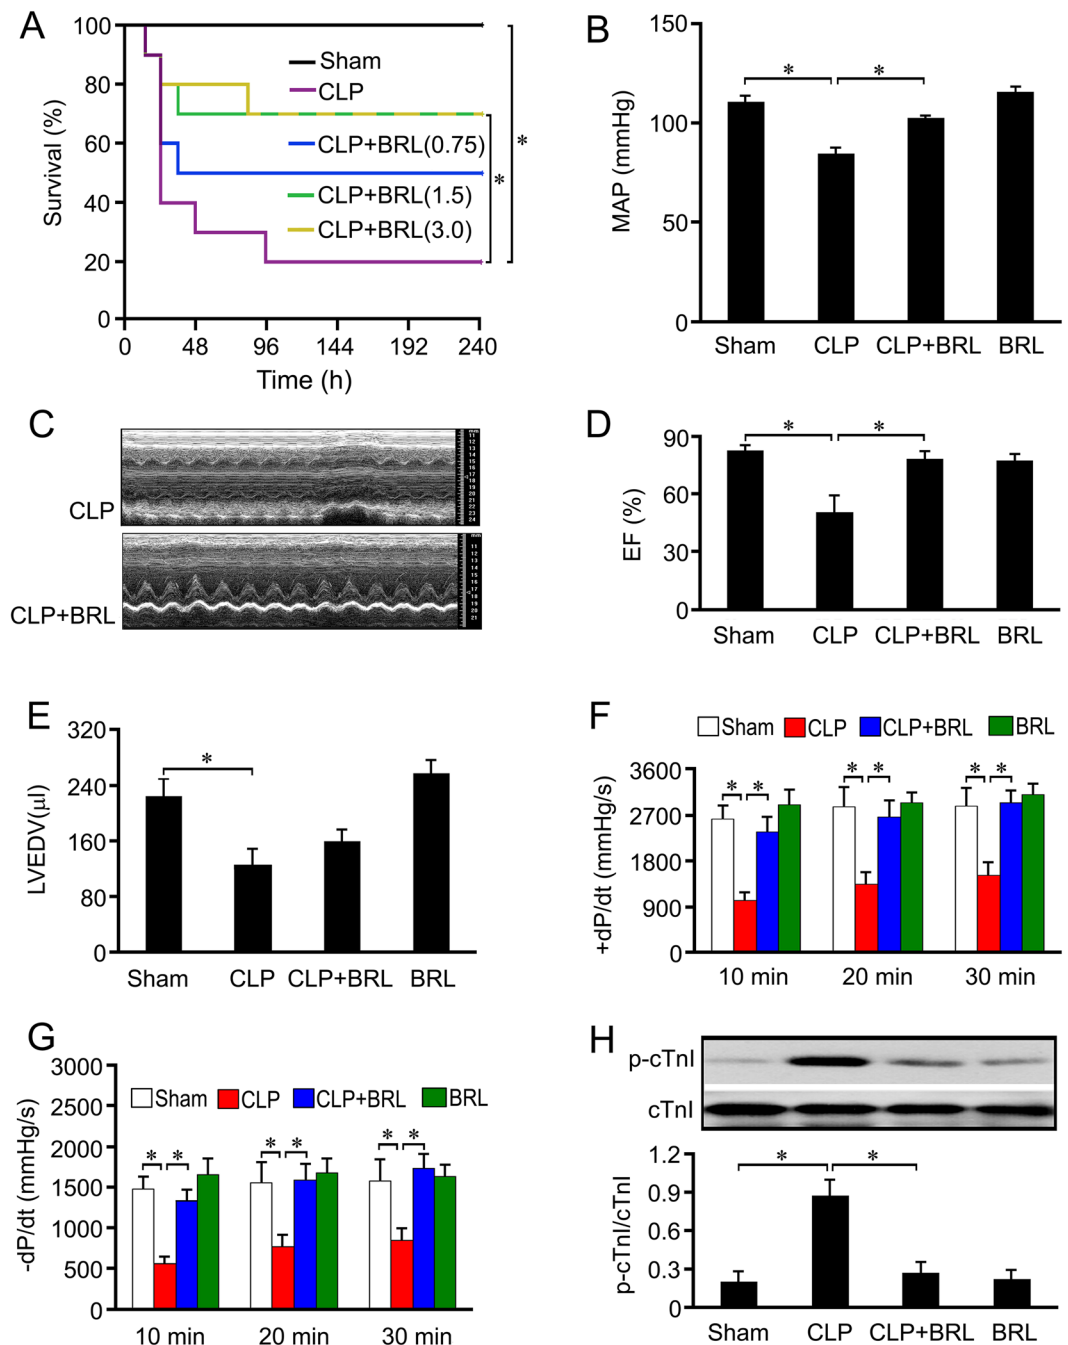 A
100
80
60
40
20
0
Survival (%)
Sham
CLP
CLP+BRL(0.75)
CLP+BRL(1.5)
CLP+BRL(3.0)
*
*
0 48 96 144 192 240
Time (h)
B
150
100
50
0
MAP (mmHg)
* *
Sham CLP CLP+BRL BRL
C
CLP
CLP+BRL
D
90
60
30
0
EF (%)
* *
Sham CLP CLP+BRL BRL
E
320
240
160
80
0
LVEDV(μl)
*
Sham CLP CLP+BRL BRL
F
Sham CLP CLP+BRL BRL
3600
2700
1800
900
0
+dP/dt (mmHg/s)
* * * * * *
10 min 20 min 30 min
G
3000
2500
2000
1500
1000
500
0
-dP/dt (mmHg/s)
Sham CLP CLP+BRL BRL
* * * * * *
10 min 20 min 30 min
H
p-cTnI
cTnI
1.2
0.9
0.6
0.3
0
p-cTnI/cTnI
* *
Sham CLP CLP+BRL BRL